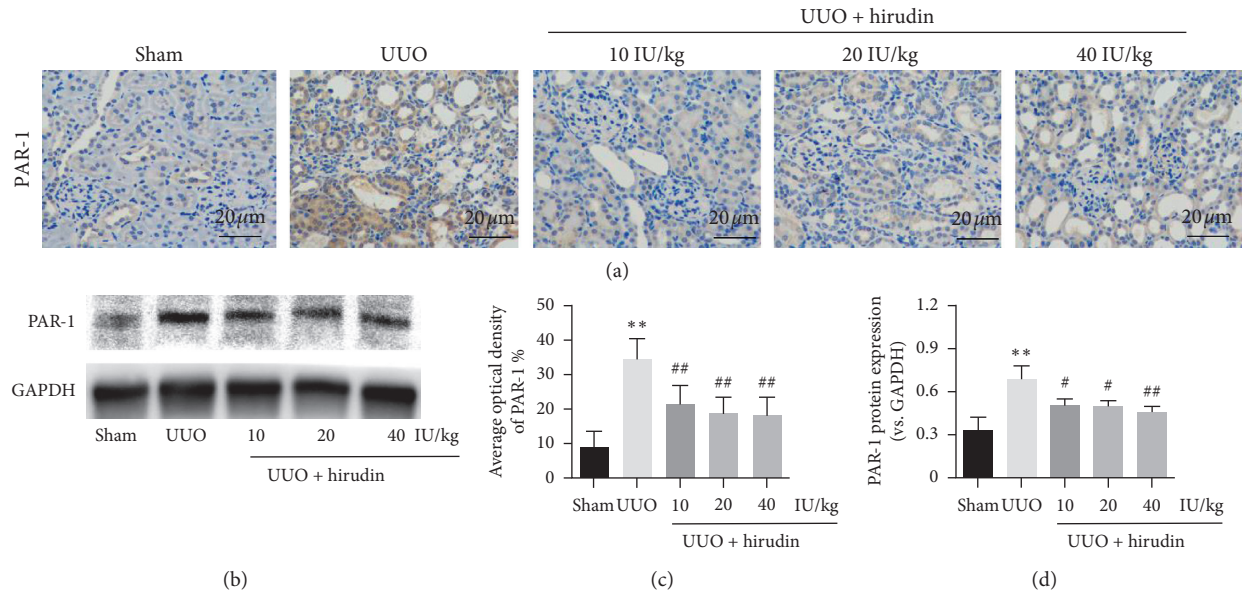 UUO + hirudin
Sham UUO 10 IU/kg 20 IU/kg 40 IU/kg
PAR-1
20 μm 20 μm 20 μm 20 μm 20 μm
(a)
PAR-1
GAPDH
Sham UUO 10 20 40 IU/kg
UUO + hirudin
(b)
Average optical density
of PAR-1 %
50
40
30
20
10
0
** ## ## ##
Sham UUO 10 20 40 IU/kg
UUO + hirudin
(c)
PAR-1 protein expression
(vs. GAPDH)
1.2
0.9
0.6
0.3
0
** # # ##
Sham UUO 10 20 40 IU/kg
UUO + hirudin
(d)